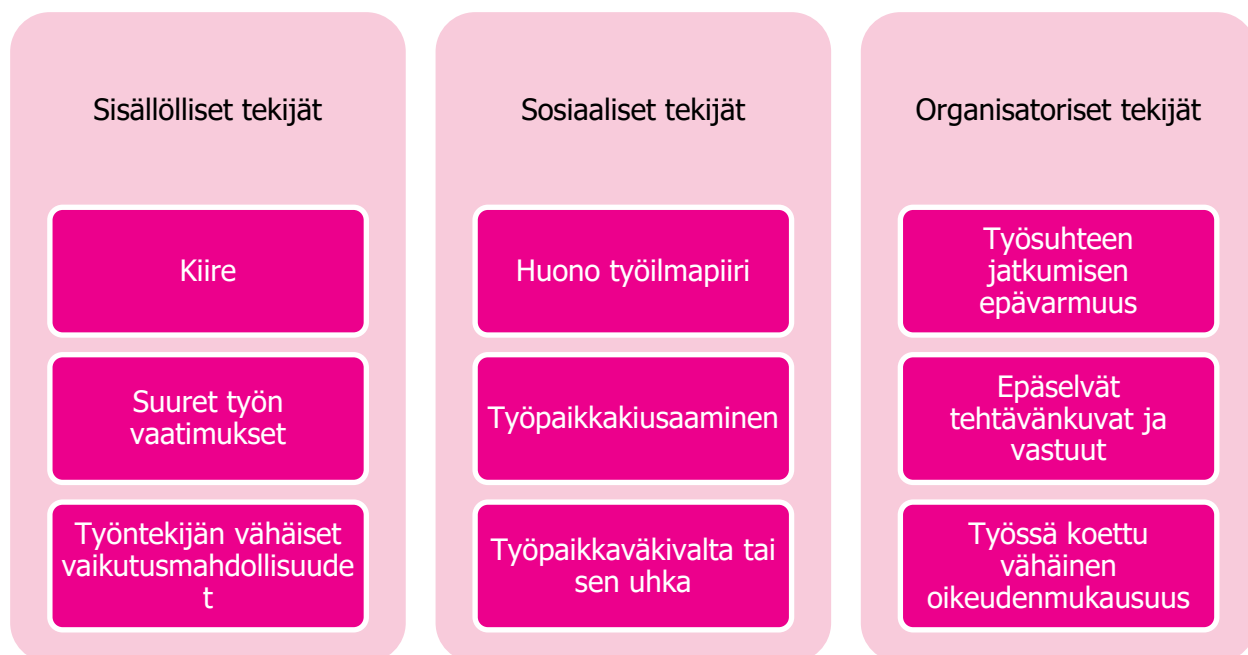 Sisällölliset tekijät
Kiire
Suuret työn
vaatimukset
Työntekijän vähäiset
vaikutusmahdollisuude
t
Sosiaaliset tekijät
Huono työilmapiiri
Työpaikkakiusaaminen
Työpaikkaväkivalta tai
sen uhka
Organisatoriset tekijät
Työsuhteen
jatkumisen
epävarmuus
Epäselvät
tehtävänkuvat ja
vastuut
Työssä koettu
vähäinen
oikeudenmukausuus